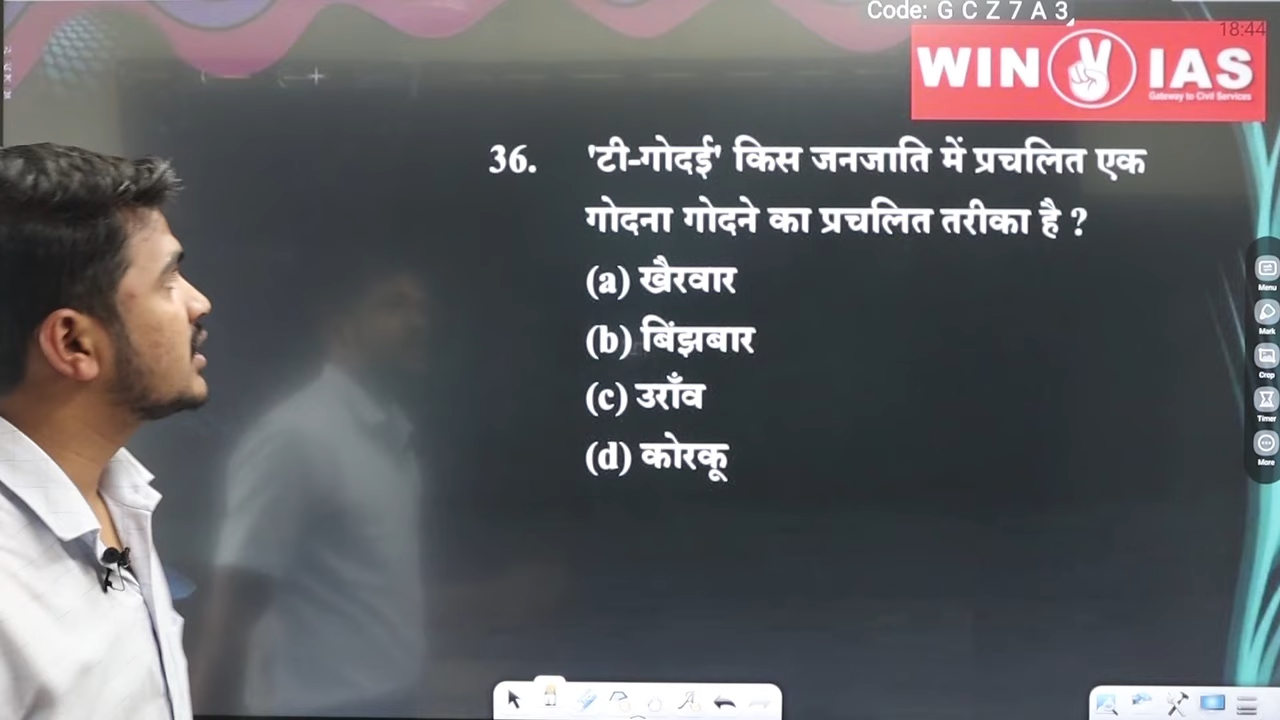 Code: G C Z 7 A 3
18:44
WIN IAS
Gateway to Civil Services
36. 'टी-गोदई' किस जनजाति में प्रचलित एक
गोदना गोदने का प्रचलित तरीका है ?
(a) खैरवार
(b) बिंझबार
(c) उराँव
(d) कोरकू
Menu
Mark
Crop
Timer
More